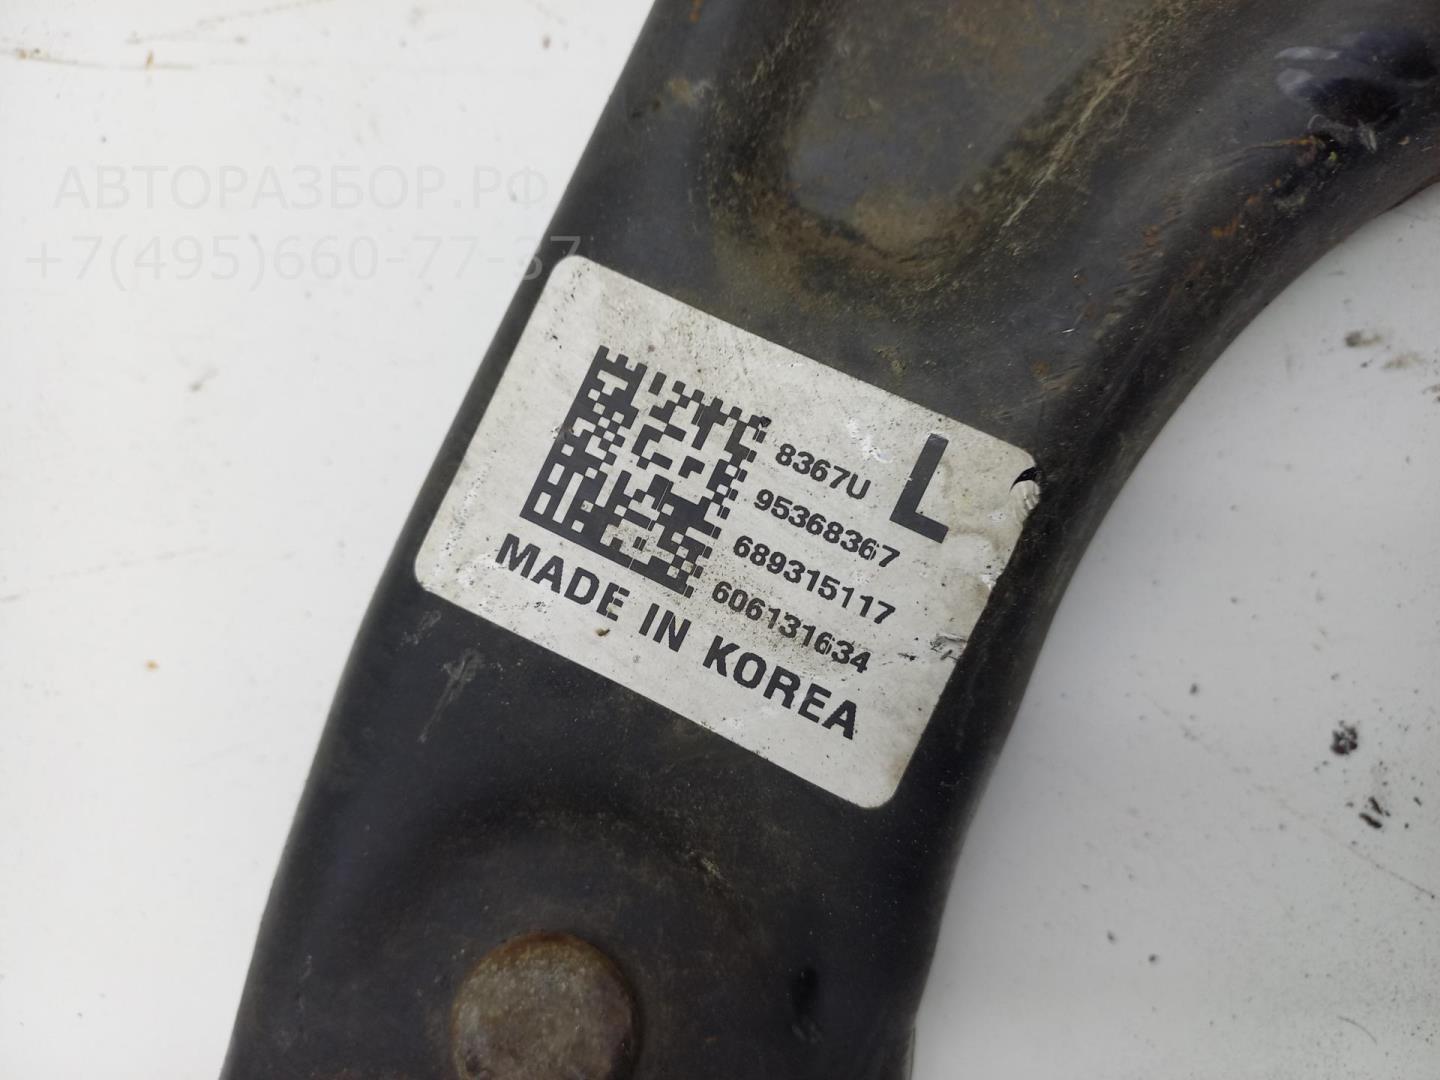 АВТОРАЗБОР.РФ
+7(495)660-77-37
8367U
L
95368367
689315117
606131634
MADE IN KOREA